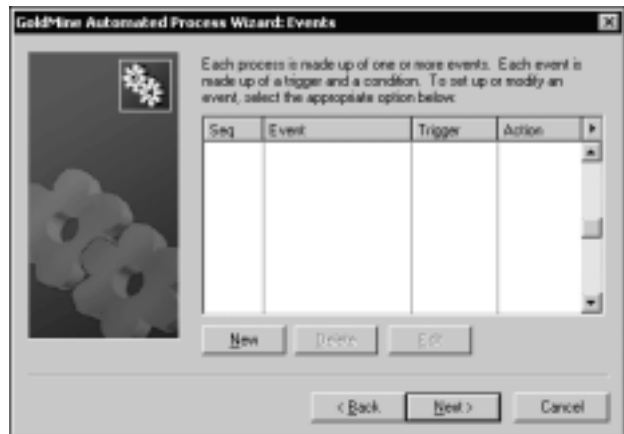 GoldMine Automated Process Wizard: Events
Each process is made up of one or more events. Each event is
made up of a trigger and a condition. To set up or modify an
event, select the appropriate option below:
Seq Event Trigger Action
New Delete Edit
< Back Next > Cancel